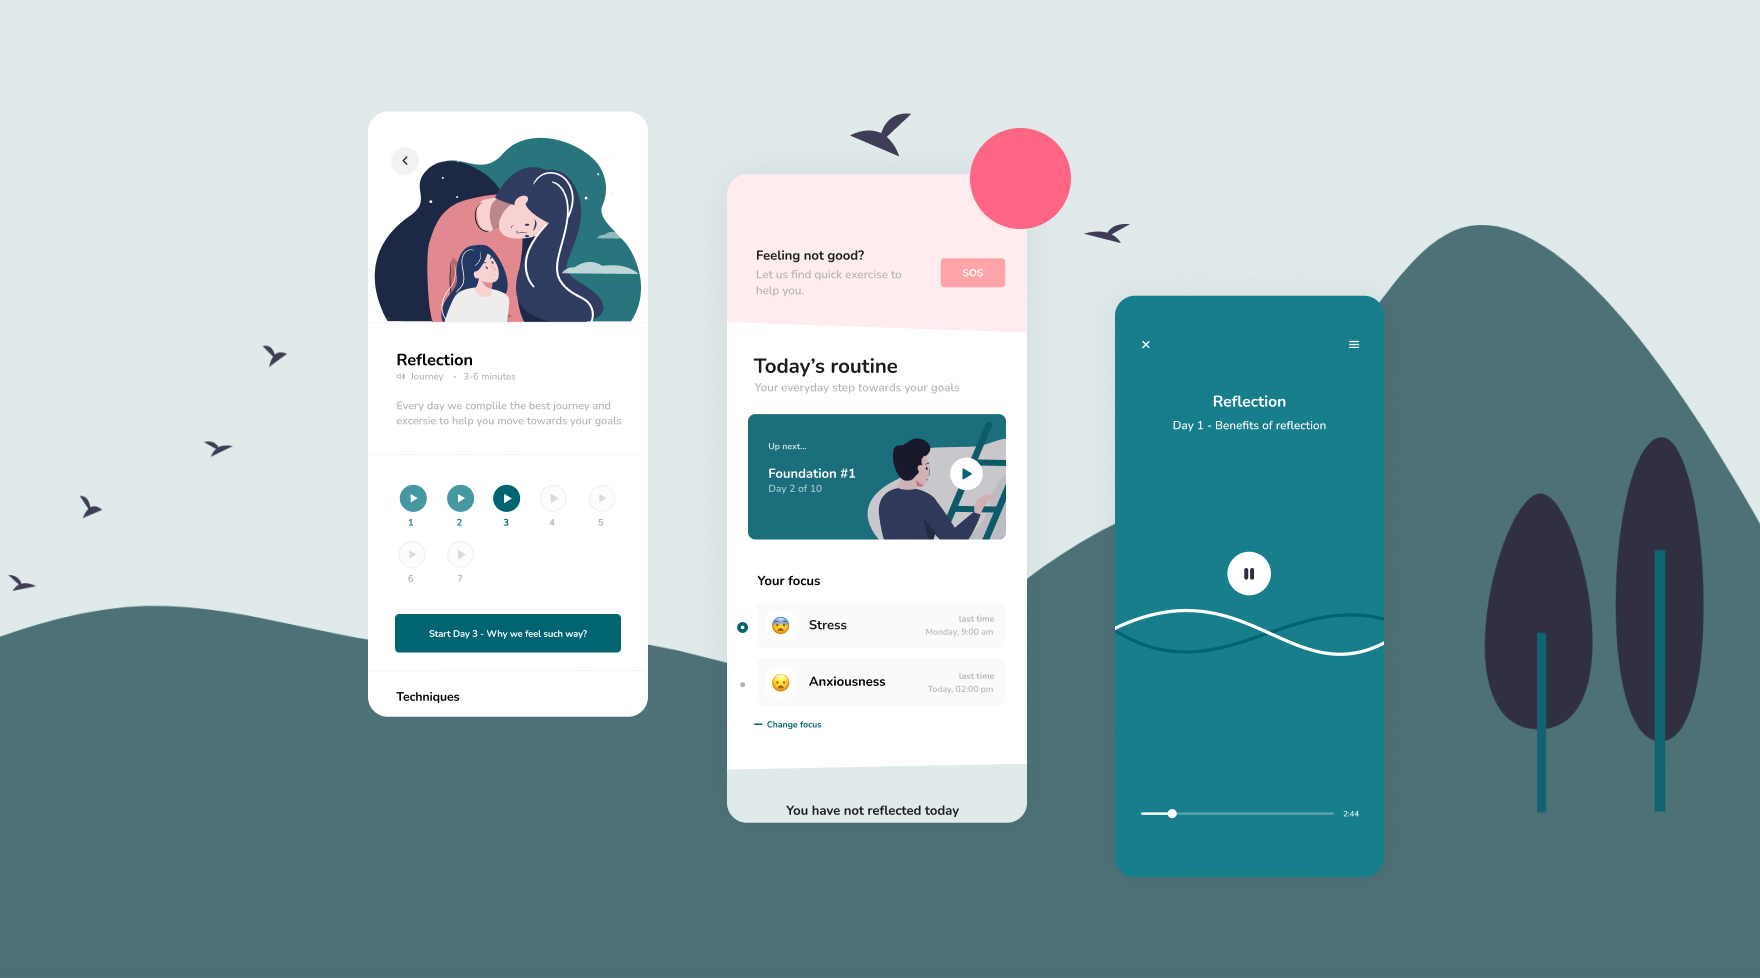 Reflection
Journey • 3-6 minutes
Every day we complile the best journey and
excersie to help you move towards your goals
1 2 3 4 5
6 7
Start Day 3 - Why we feel such way?
Techniques
Feeling not good?
Let us find quick exercise to
help you.
SOS
Today's routine
Your everyday step towards your goals
Up next...
Foundation #1
Day 2 of 10
Your focus
Stress
last time
Monday, 9:00 am
Anxiousness
last time
Today, 02:00 pm
Change focus
You have not reflected today
Reflection
Day 1 - Benefits of reflection
2:44